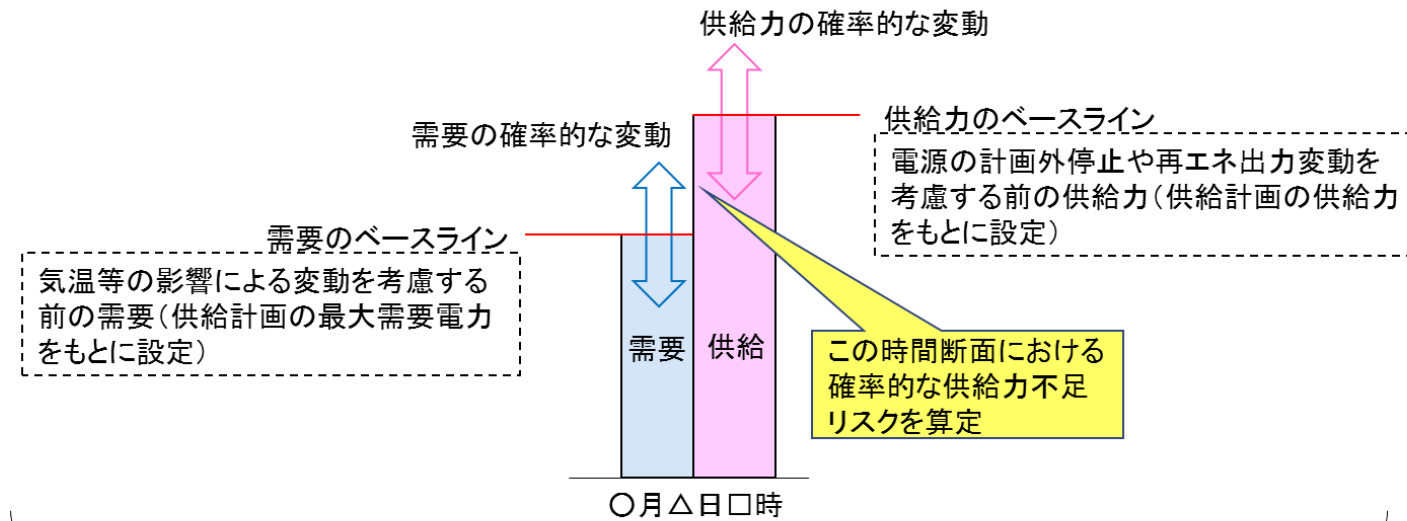 供給力の確率的な変動
需要の確率的な変動
供給力のベースライン
電源の計画外停止や再エネ出力変動を
考慮する前の供給力(供給計画の供給力
をもとに設定)
需要のベースライン
気温等の影響による変動を考慮する
前の需要(供給計画の最大需要電力
をもとに設定)
需要
供給
この時間断面における
確率的な供給力不足
リスクを算定
〇月△日□時